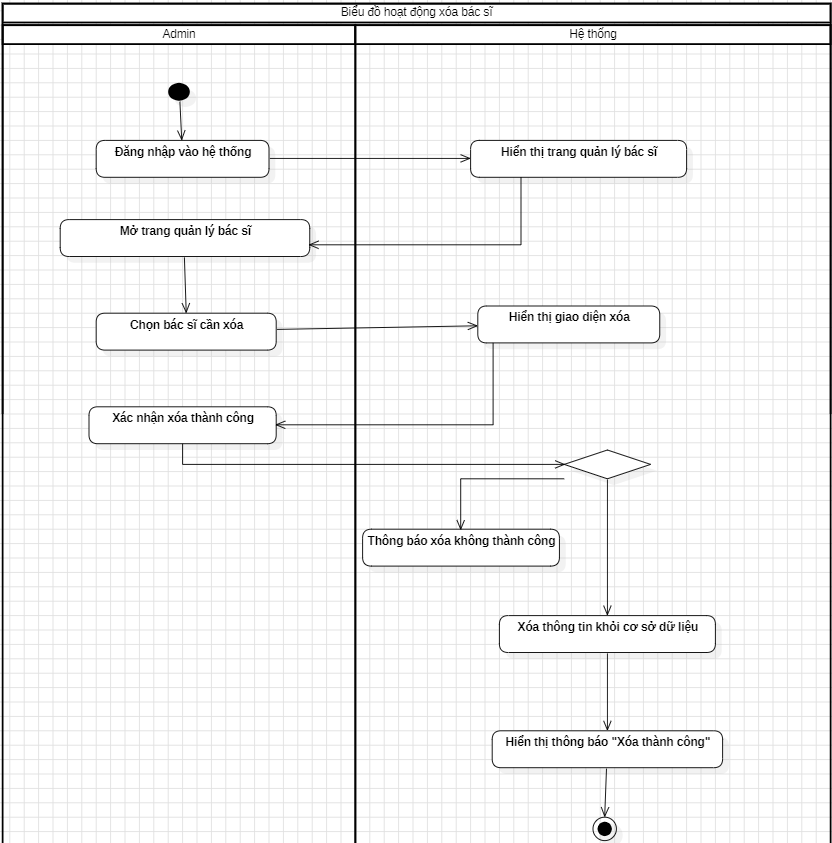 Biểu đồ hoạt động xóa bác sĩ
Admin
Hệ thống
Đăng nhập vào hệ thống
Hiển thị trang quản lý bác sĩ
Mở trang quản lý bác sĩ
Chọn bác sĩ cần xóa
Hiển thị giao diện xóa
Xác nhận xóa thành công
Thông báo xóa không thành công
Xóa thông tin khỏi cơ sở dữ liệu
Hiển thị thông báo "Xóa thành công"